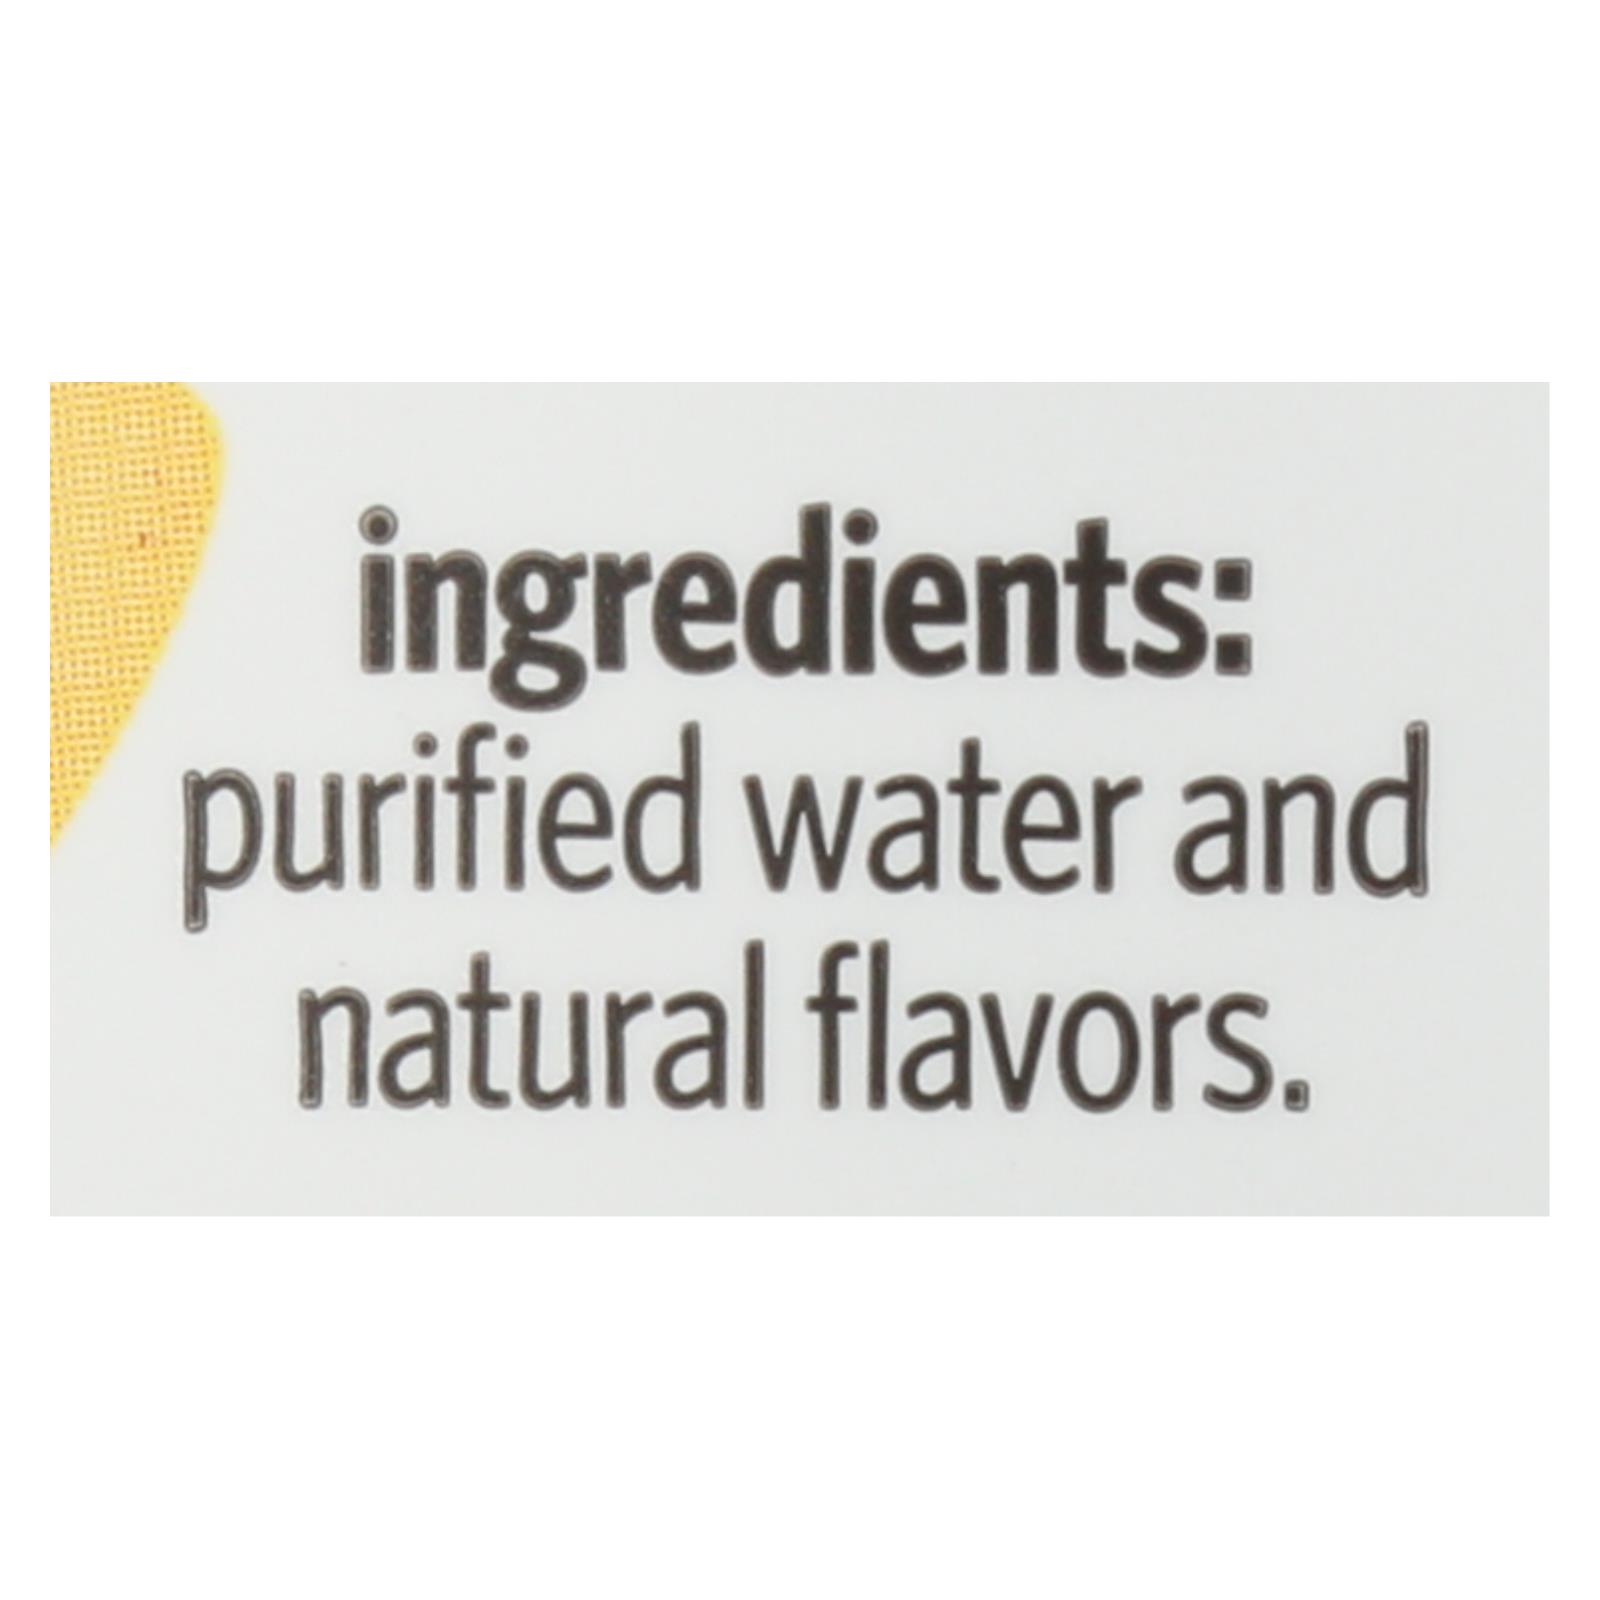 ingredients:
purified water and
natural flavors.